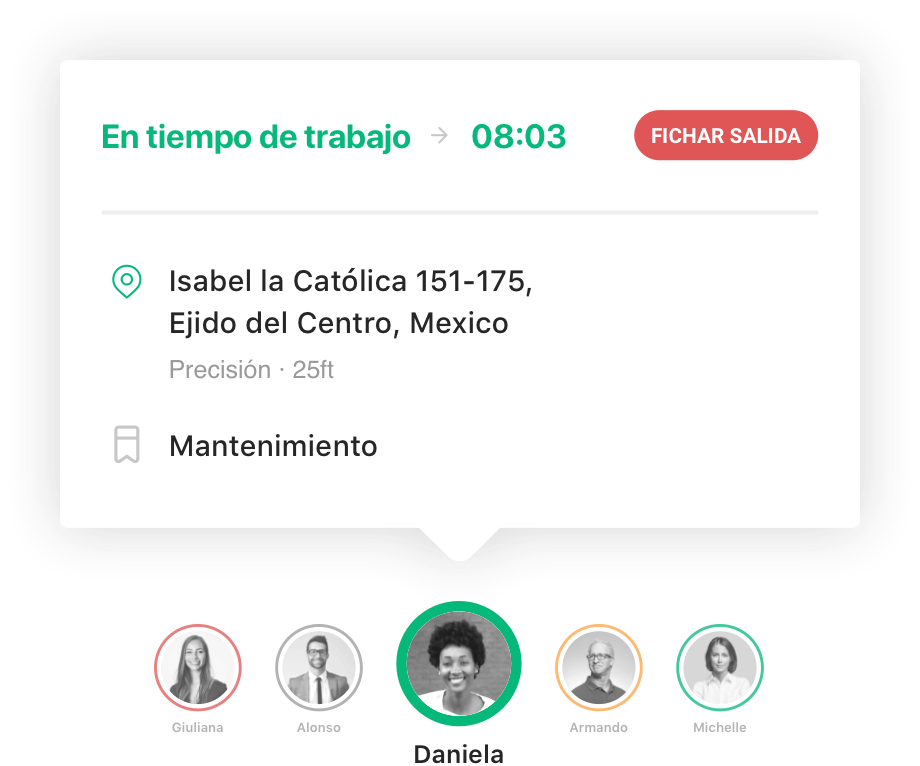 En tiempo de trabajo → 08:03 FICHAR SALIDA
Isabel la Católica 151-175,
Ejido del Centro, Mexico
Precisión · 25ft
Mantenimiento
Giuliana Alonso Armando Michelle
Daniela